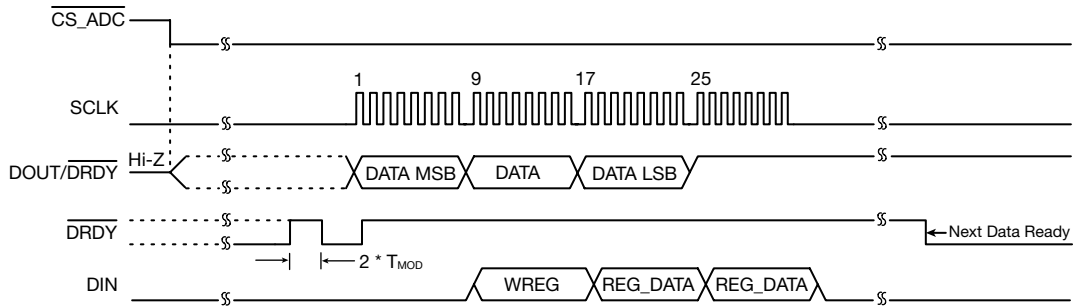 CS_ADC
1 9 17 25
SCLK
Hi-Z
DOUT/DRDY
DATA MSB DATA DATA LSB
DRDY
Next Data Ready
2 * TMOD
DIN
WREG REG_DATA REG_DATA